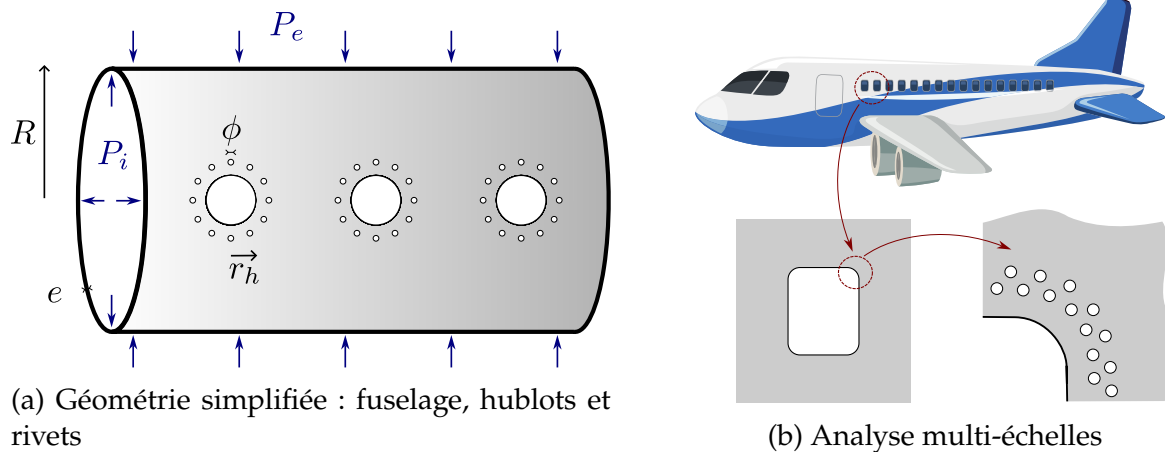 P_e
R
ϕ
P_i
r_h
e
(a) Géométrie simplifiée : fuselage, hublots et
rivets
(b) Analyse multi-échelles